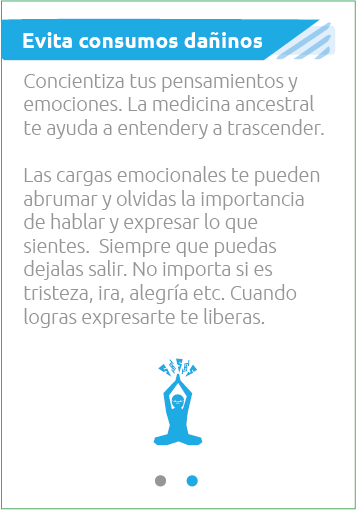 Evita consumos dañinos
Concientiza tus pensamientos y
emociones. La medicina ancestral
te ayuda a entendery a trascender.
Las cargas emocionales te pueden
abrumar y olvidas la importancia
de hablar y expresar lo que
sientes.  Siempre que puedas
dejalas salir. No importa si es
tristeza, ira, alegría etc. Cuando
logras expresarte te liberas.